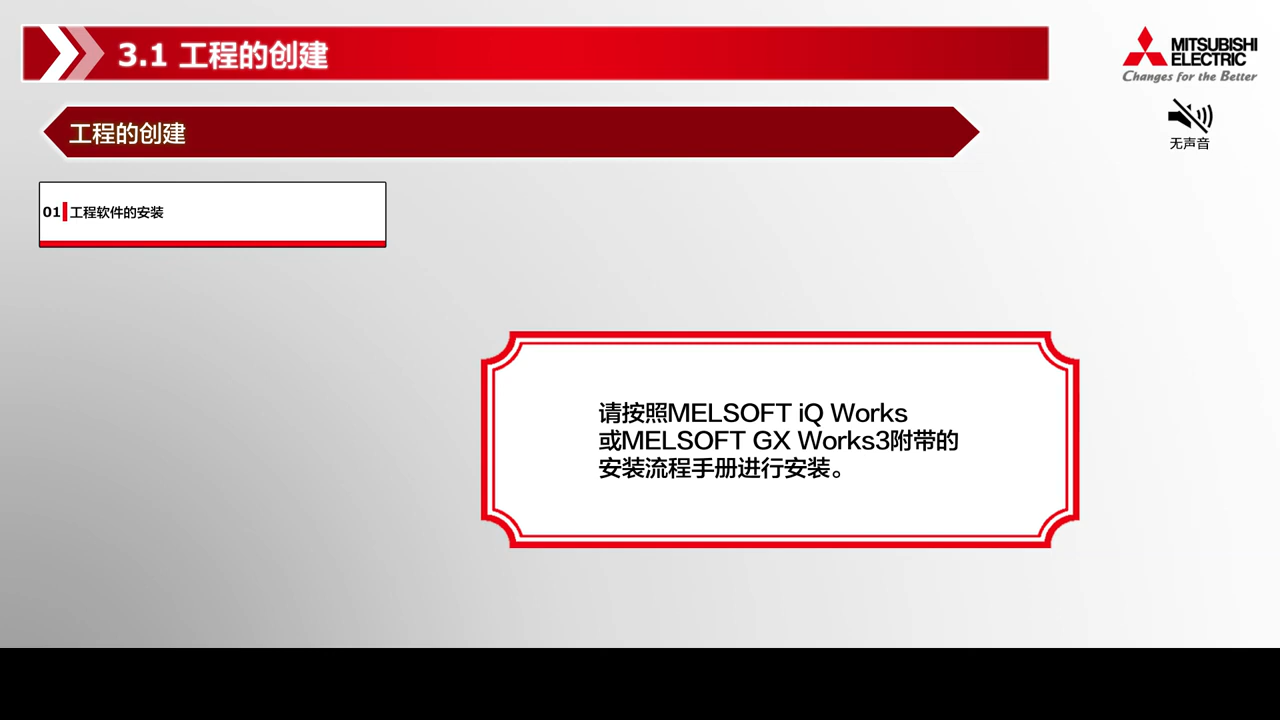 3.1 工程的创建
MITSUBISHI
ELECTRIC
Changes for the Better
无声音
工程的创建
01 工程软件的安装
请按照MELSOFT iQ Works
或MELSOFT GX Works3附带的
安装流程手册进行安装。